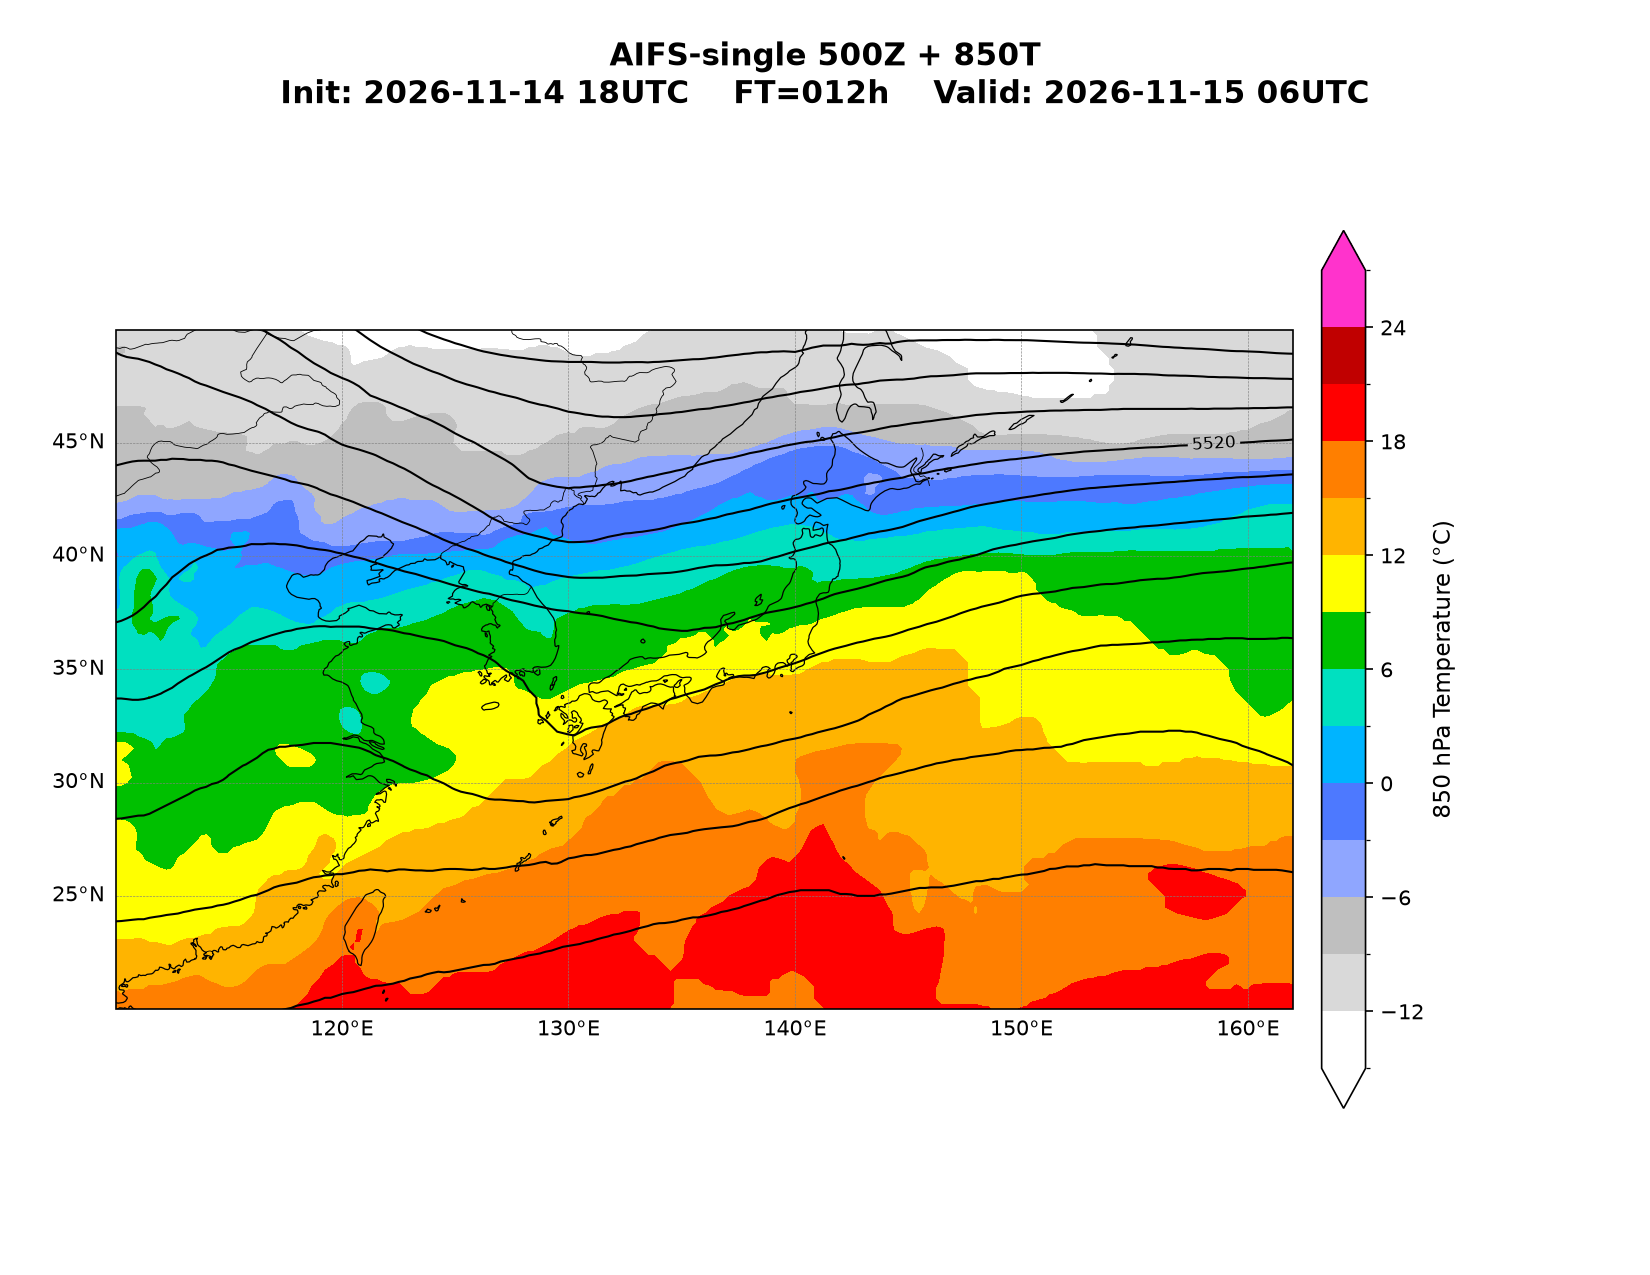 AIFS-single 500Z + 850T
Init: 2026-11-14 18UTC    FT=012h    Valid: 2026-11-15 06UTC
24
18
12
6
0
−6
−12
850 hPa Temperature (°C)
45°N
40°N
35°N
30°N
25°N
5520
120°E
130°E
140°E
150°E
160°E